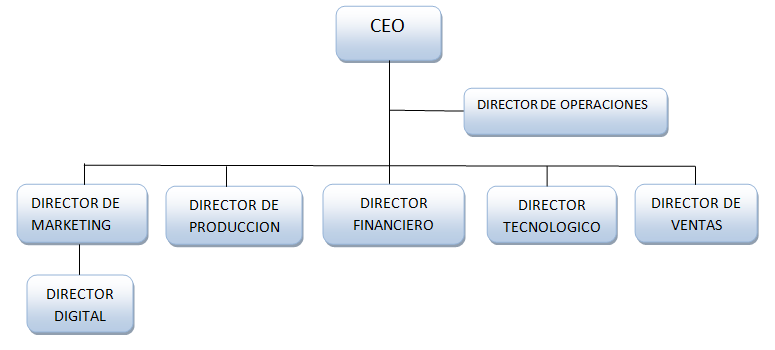 CEO
DIRECTOR DE OPERACIONES
DIRECTOR DE
MARKETING
DIRECTOR DE
PRODUCCION
DIRECTOR
FINANCIERO
DIRECTOR
TECNOLOGICO
DIRECTOR DE
VENTAS
DIRECTOR
DIGITAL